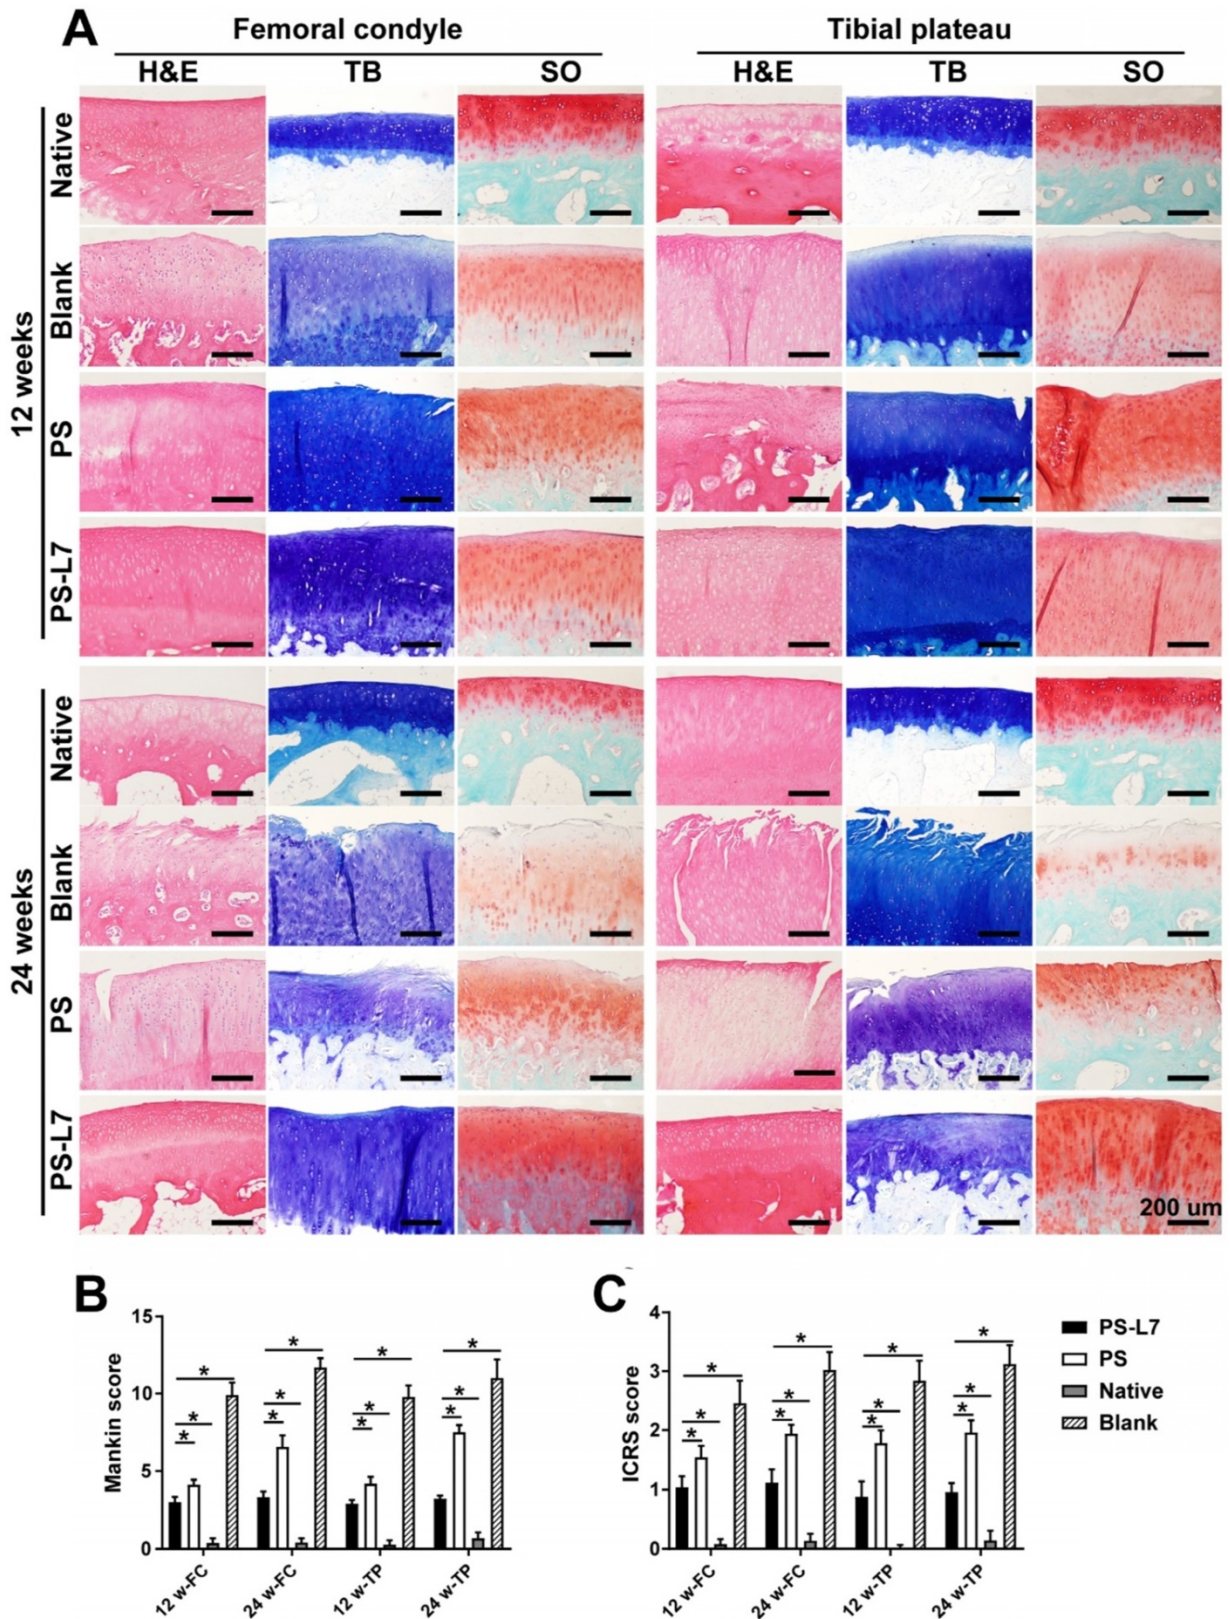 A
Femoral condyle
Tibial plateau
H&E
TB
SO
H&E
TB
SO
12 weeks
Native
Blank
PS
PS-L7
24 weeks
Native
Blank
PS
PS-L7
200 um
B
Mankin score
15
10
5
0
* * *
* * *
* * *
* * *
12 w-FC
24 w-FC
12 w-TP
24 w-TP
C
ICRS score
4
3
2
1
0
* * *
* * *
* * *
* * *
12 w-FC
24 w-FC
12 w-TP
24 w-TP
PS-L7
PS
Native
Blank